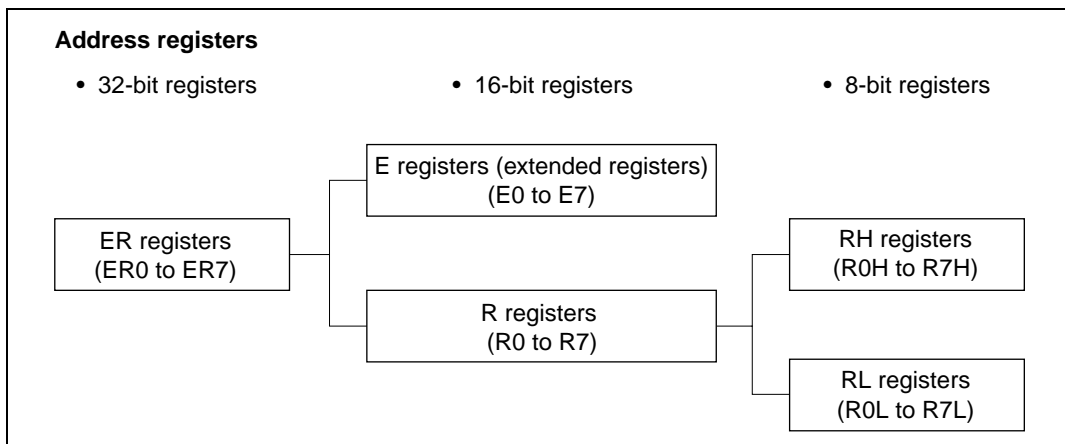 Address registers
• 32-bit registers
• 16-bit registers
• 8-bit registers
E registers (extended registers)
(E0 to E7)
ER registers
(ER0 to ER7)
RH registers
(R0H to R7H)
R registers
(R0 to R7)
RL registers
(R0L to R7L)